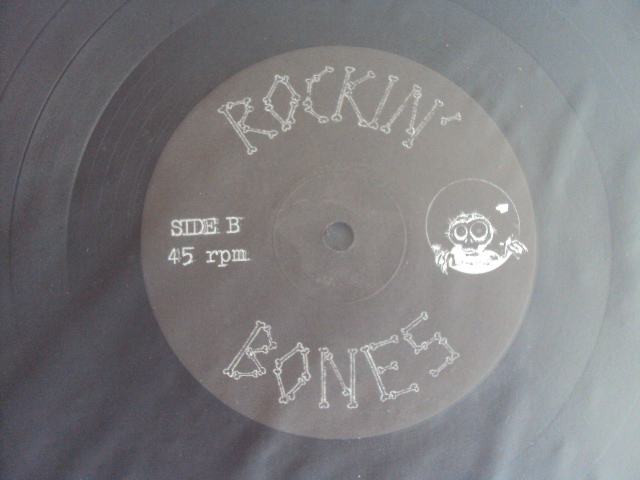 ROCKIN'
SIDE B
45 rpm
BONES